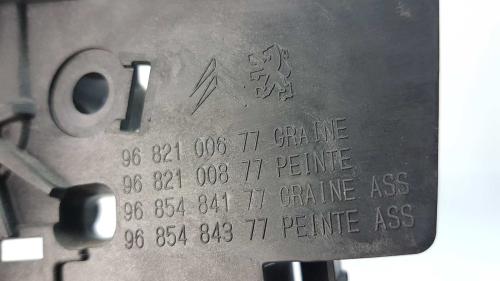 96 821 006 77 GRAINE
96 821 008 77 PEINTE
96 854 841 77 GRAINE ASS
96 854 843 77 PEINTE ASS